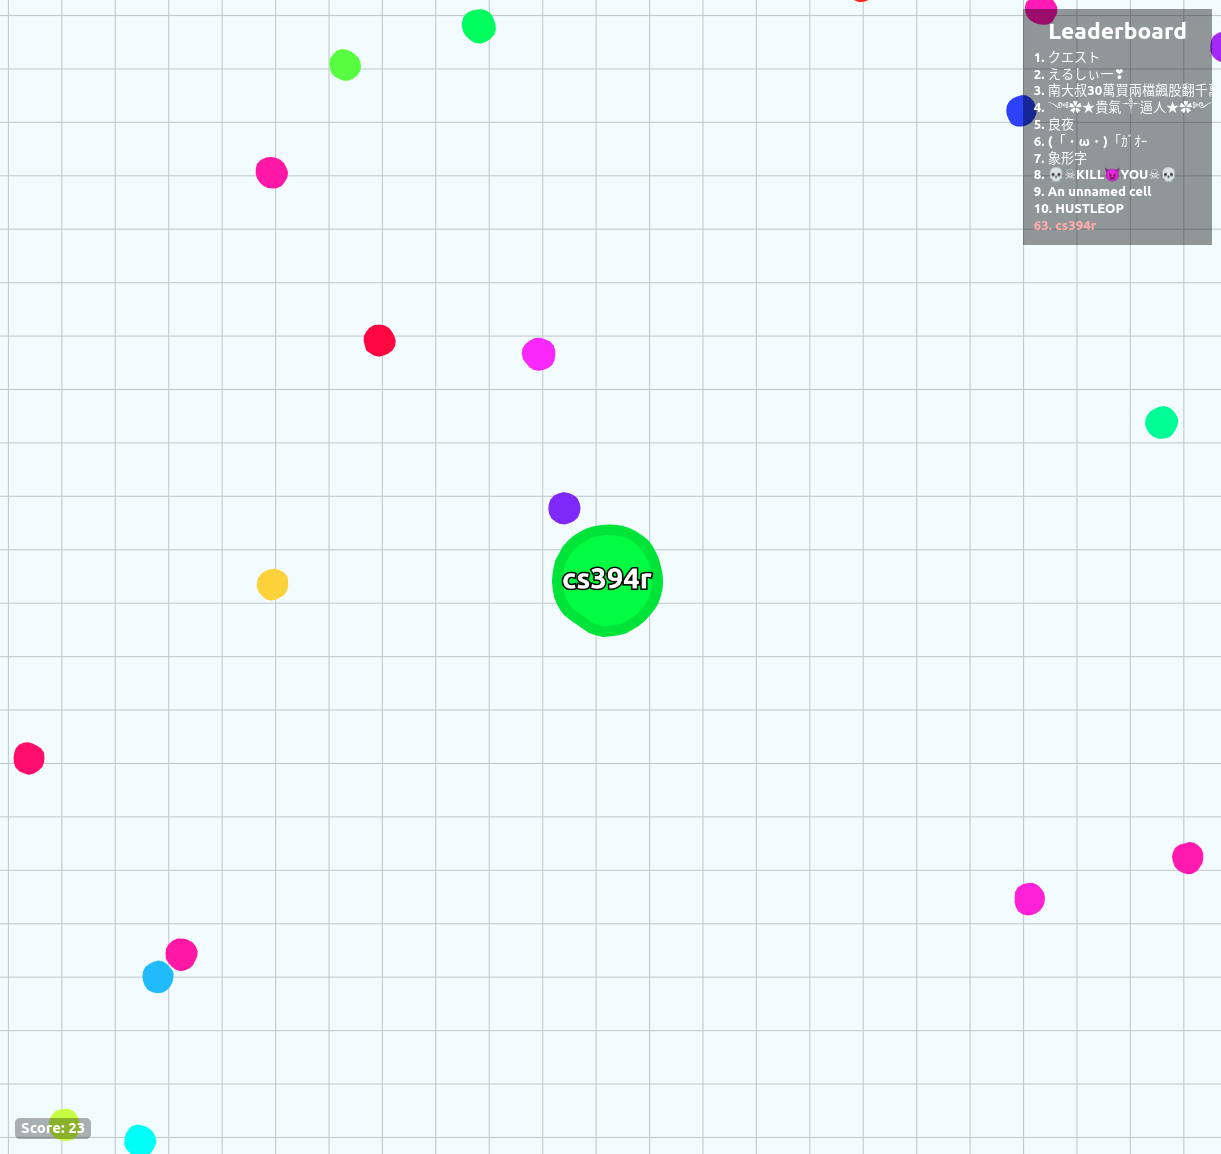 Leaderboard
1. クエスト
2. えるしぃー❣
3. 南大叔30萬買兩檔飆股翻千
4. ★貴氣逼人★
5. 良夜
6. (「・ω・)「ｶﾞｵｰ
7. 象形字
8. 💀☠KILL😈YOU☠💀
9. An unnamed cell
10. HUSTLEOP
63. cs394r
cs394r
Score: 23